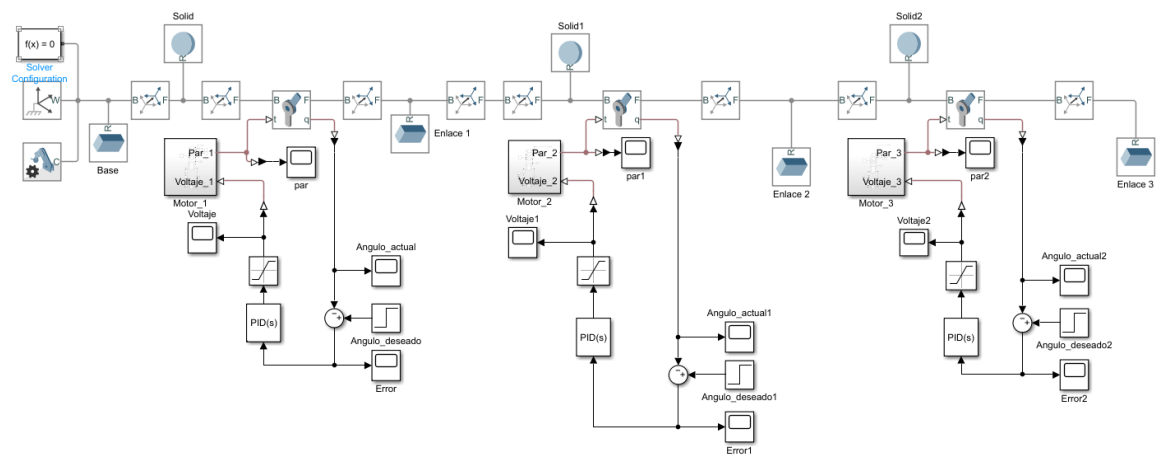 Solid
Solid1
Solid2
f(x) = 0
Solver
Configuration
W
C
R
Base
B
F
R
B
F
B
F
t
q
B
F
R
Enlace 1
B
F
B
F
R
B
F
t
q
B
F
R
Enlace 2
B
F
R
B
F
t
q
B
F
R
Enlace 3
Par_1
Voltaje_1
Motor_1
par
Voltaje
PID(s)
Angulo_actual
Angulo_deseado
Error
Par_2
Voltaje_2
Motor_2
par1
Voltaje1
PID(s)
Angulo_actual1
Angulo_deseado1
Error1
Par_3
Voltaje_3
Motor_3
par2
Voltaje2
PID(s)
Angulo_actual2
Angulo_deseado2
Error2